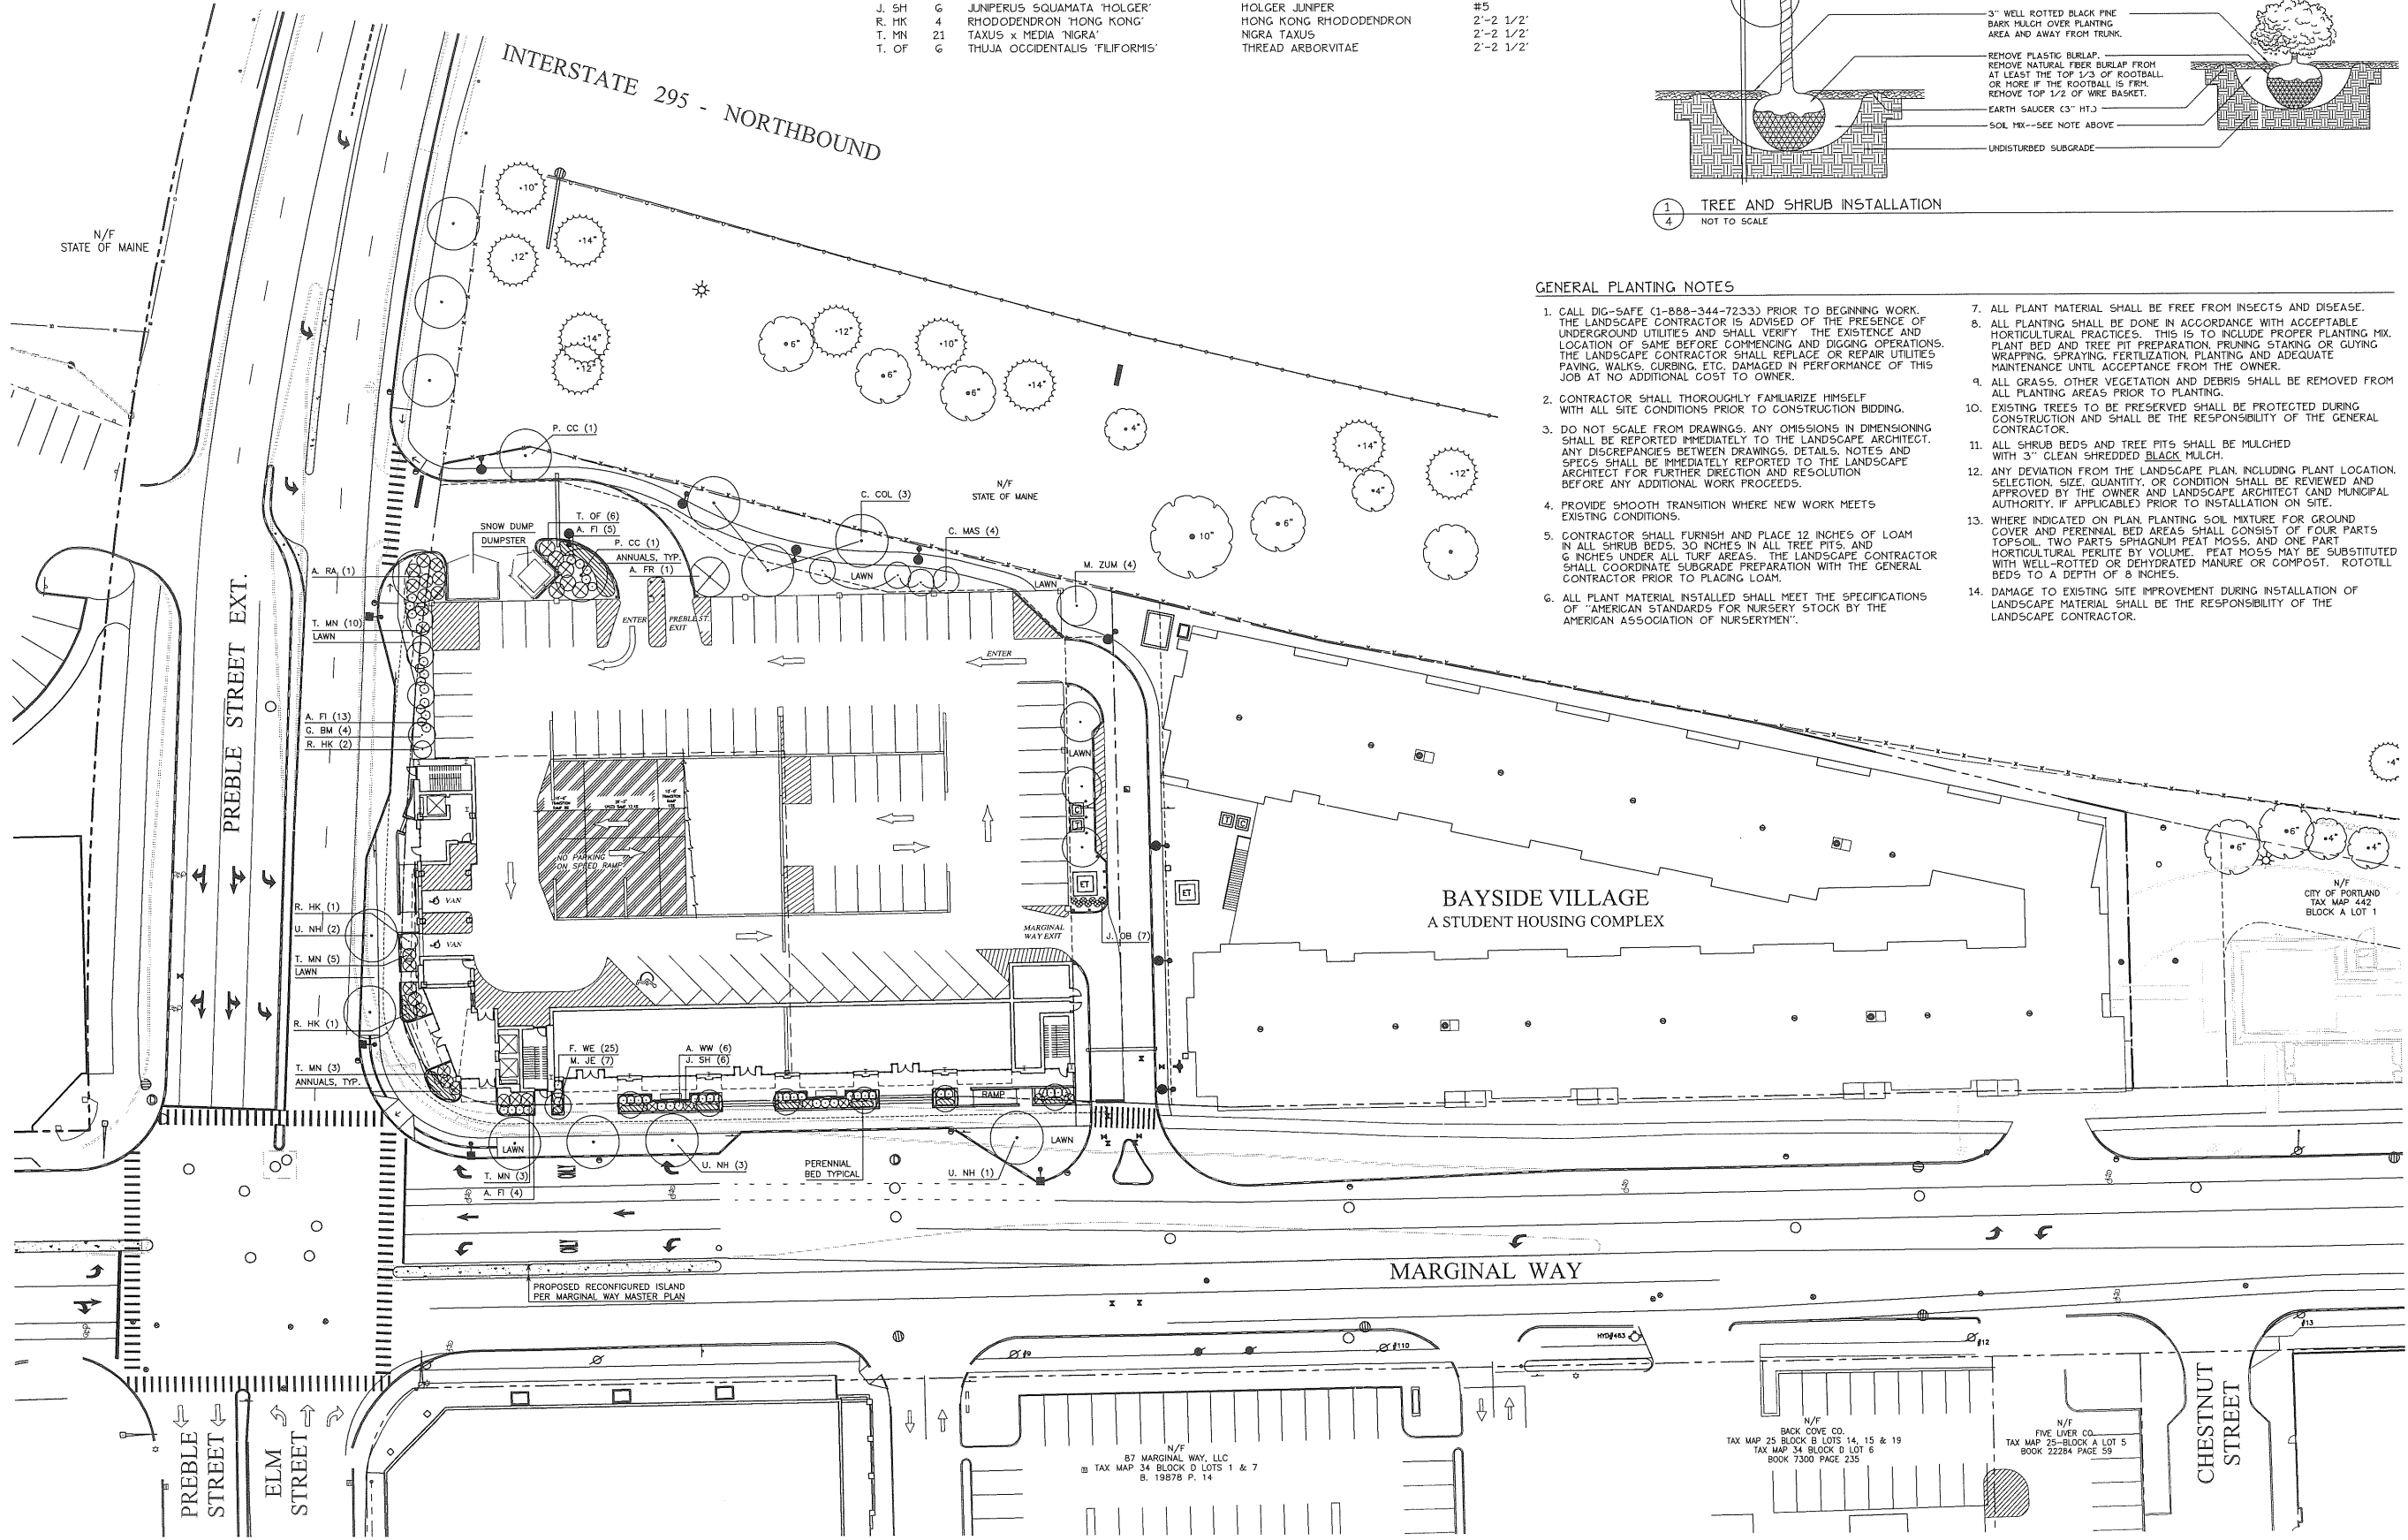 J. SH 6 JUNIPERUS SQUAMATA 'HOLGER' HOLGER JUNIPER #5
R. HK 4 RHODODENDRON 'HONG KONG' HONG KONG RHODODENDRON 2'-2 1/2'
T. MN 21 TAXUS x MEDIA 'NIGRA' NIGRA TAXUS 2'-2 1/2'
T. OF 6 THUJA OCCIDENTALIS 'FILIFORMIS' THREAD ARBORVITAE 2'-2 1/2'
3" WELL ROTTED BLACK PINE
BARK MULCH OVER PLANTING
AREA AND AWAY FROM TRUNK.
REMOVE PLASTIC BURLAP.
REMOVE NATURAL FIBER BURLAP FROM
AT LEAST THE TOP 1/3 OF ROOTBALL.
OR MORE IF THE ROOTBALL IS FIRM.
REMOVE TOP 1/2 OF WIRE BASKET.
EARTH SAUCER (3" HT.)
SOIL MIX--SEE NOTE ABOVE
UNDISTURBED SUBGRADE
1
4
TREE AND SHRUB INSTALLATION
NOT TO SCALE
GENERAL PLANTING NOTES
1. CALL DIG-SAFE (1-888-344-7233) PRIOR TO BEGINNING WORK.
THE LANDSCAPE CONTRACTOR IS ADVISED OF THE PRESENCE OF
UNDERGROUND UTILITIES AND SHALL VERIFY THE EXISTENCE AND
LOCATION OF SAME BEFORE COMMENCING AND DIGGING OPERATIONS.
THE LANDSCAPE CONTRACTOR SHALL REPLACE OR REPAIR UTILITIES
PAVING, WALKS, CURBING, ETC. DAMAGED IN PERFORMANCE OF THIS
JOB AT NO ADDITIONAL COST TO OWNER.
2. CONTRACTOR SHALL THOROUGHLY FAMILIARIZE HIMSELF
WITH ALL SITE CONDITIONS PRIOR TO CONSTRUCTION BIDDING.
3. DO NOT SCALE FROM DRAWINGS. ANY OMISSIONS IN DIMENSIONING
SHALL BE REPORTED IMMEDIATELY TO THE LANDSCAPE ARCHITECT.
ANY DISCREPANCIES BETWEEN DRAWINGS, DETAILS, NOTES AND
SPECS SHALL BE IMMEDIATELY REPORTED TO THE LANDSCAPE
ARCHITECT FOR FURTHER DIRECTION AND RESOLUTION
BEFORE ANY ADDITIONAL WORK PROCEEDS.
4. PROVIDE SMOOTH TRANSITION WHERE NEW WORK MEETS
EXISTING CONDITIONS.
5. CONTRACTOR SHALL FURNISH AND PLACE 12 INCHES OF LOAM
IN ALL SHRUB BEDS, 30 INCHES IN ALL TREE PITS, AND
6 INCHES UNDER ALL TURF AREAS. THE LANDSCAPE CONTRACTOR
SHALL COORDINATE SUBGRADE PREPARATION WITH THE GENERAL
CONTRACTOR PRIOR TO PLACING LOAM.
6. ALL PLANT MATERIAL INSTALLED SHALL MEET THE SPECIFICATIONS
OF "AMERICAN STANDARDS FOR NURSERY STOCK BY THE
AMERICAN ASSOCIATION OF NURSERYMEN".
7. ALL PLANT MATERIAL SHALL BE FREE FROM INSECTS AND DISEASE.
8. ALL PLANTING SHALL BE DONE IN ACCORDANCE WITH ACCEPTABLE
HORTICULTURAL PRACTICES. THIS IS TO INCLUDE PROPER PLANTING MIX,
PLANT BED AND TREE PIT PREPARATION, PRUNING STAKING OR GUYING
WRAPPING, SPRAYING, FERTILIZATION, PLANTING AND ADEQUATE
MAINTENANCE UNTIL ACCEPTANCE FROM THE OWNER.
9. ALL GRASS, OTHER VEGETATION AND DEBRIS SHALL BE REMOVED FROM
ALL PLANTING AREAS PRIOR TO PLANTING.
10. EXISTING TREES TO BE PRESERVED SHALL BE PROTECTED DURING
CONSTRUCTION AND SHALL BE THE RESPONSIBILITY OF THE GENERAL
CONTRACTOR.
11. ALL SHRUB BEDS AND TREE PITS SHALL BE MULCHED
WITH 3" CLEAN SHREDDED BLACK MULCH.
12. ANY DEVIATION FROM THE LANDSCAPE PLAN, INCLUDING PLANT LOCATION,
SELECTION, SIZE, QUANTITY, OR CONDITION SHALL BE REVIEWED AND
APPROVED BY THE OWNER AND LANDSCAPE ARCHITECT (AND MUNICIPAL
AUTHORITY, IF APPLICABLE) PRIOR TO INSTALLATION ON SITE.
13. WHERE INDICATED ON PLAN, PLANTING SOIL MIXTURE FOR GROUND
COVER AND PERENNIAL BED AREAS SHALL CONSIST OF FOUR PARTS
TOPSOIL, TWO PARTS SPHAGNUM PEAT MOSS, AND ONE PART
HORTICULTURAL PERLITE BY VOLUME. PEAT MOSS MAY BE SUBSTITUTED
WITH WELL-ROTTED OR DEHYDRATED MANURE OR COMPOST. ROTOTILL
BEDS TO A DEPTH OF 8 INCHES.
14. DAMAGE TO EXISTING SITE IMPROVEMENT DURING INSTALLATION OF
LANDSCAPE MATERIAL SHALL BE THE RESPONSIBILITY OF THE
LANDSCAPE CONTRACTOR.
INTERSTATE 295 - NORTHBOUND
N/F
STATE OF MAINE
10"
14"
12"
14"
12"
6"
12"
10"
6"
6"
14"
4"
14"
12"
4"
10"
6"
P. CC (1)
C. COL (3)
N/F
STATE OF MAINE
C. MAS (4)
M. ZUM (4)
SNOW DUMP
DUMPSTER
T. OF (6)
A. FI (5)
P. CC (1)
ANNUALS, TYP.
A. FR (1)
LAWN
LAWN
A. RA (1)
T. MN (10)
LAWN
ENTER
PREBLE ST.
EXIT
ENTER
A. FI (13)
G. BM (4)
R. HK (2)
LAWN
PREBLE STREET EXT.
NO PARKING
ON SPEED RAMP
VAN
VAN
C
T
ET
ET
T C
R. HK (1)
U. NH (2)
T. MN (5)
LAWN
R. HK (1)
MARGINAL
WAY EXIT
J. OB (7)
BAYSIDE VILLAGE
A STUDENT HOUSING COMPLEX
4"
6"
6"
4"
4"
N/F
CITY OF PORTLAND
TAX MAP 442
BLOCK A LOT 1
T. MN (3)
ANNUALS, TYP.
F. WE (25)
M. JE (7)
A. WW (6)
J. SH (6)
RAMP
LAWN
LAWN
T. MN (3)
A. FI (4)
U. NH (3)
PERENNIAL
BED TYPICAL
U. NH (1)
PROPOSED RECONFIGURED ISLAND
PER MARGINAL WAY MASTER PLAN
MARGINAL WAY
HYD#463
#9
#110
#12
#13
PREBLE
STREET
ELM
STREET
N/F
87 MARGINAL WAY, LLC
TAX MAP 34 BLOCK D LOTS 1 & 7
B. 19878 P. 14
N/F
BACK COVE CO.
TAX MAP 25 BLOCK B LOTS 14, 15 & 19
TAX MAP 34 BLOCK D LOT 6
BOOK 7300 PAGE 235
N/F
FIVE LIVER CO.
TAX MAP 25-BLOCK A LOT 5
BOOK 22284 PAGE 59
CHESTNUT
STREET